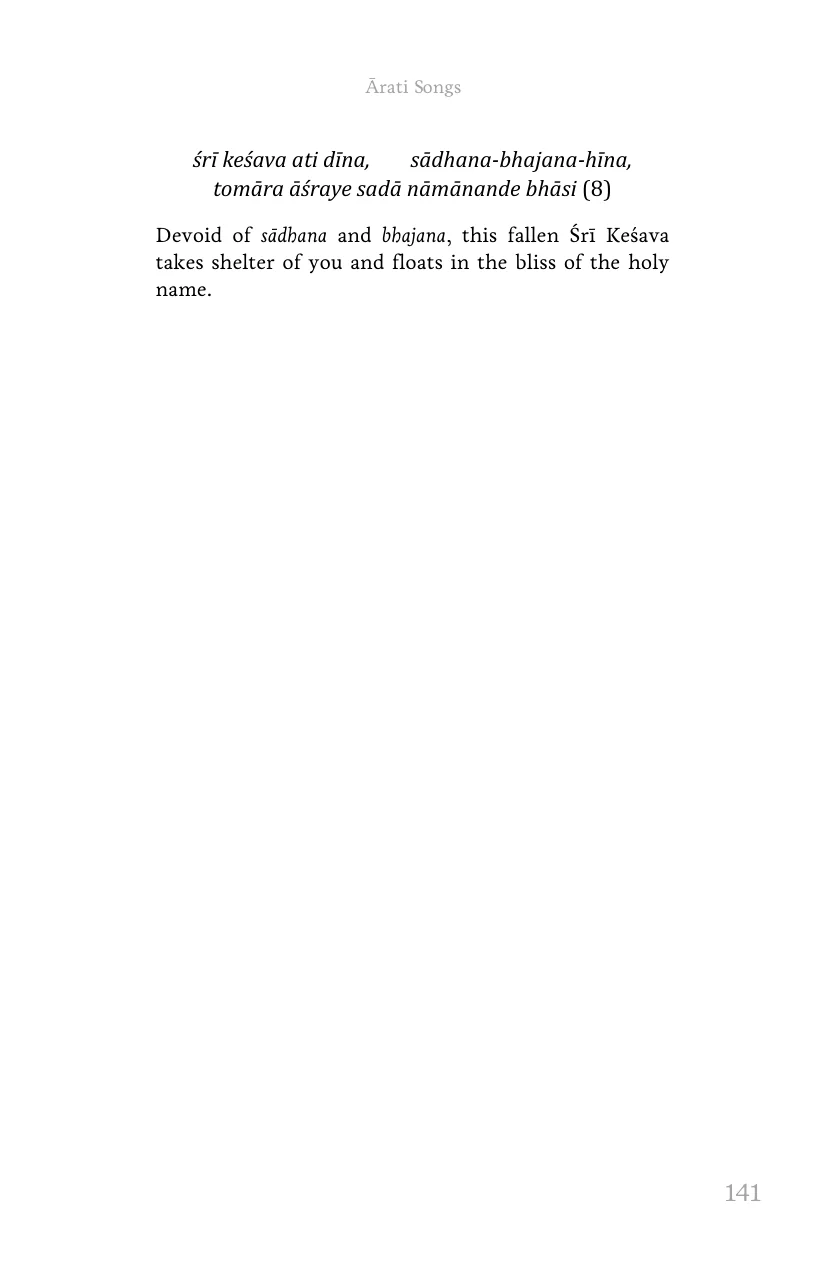 Ārati Songs
śrī keśava ati dīna, sādhana-bhajana-hīna,
tomāra āśraye sadā nāmānande bhāsi (8)
Devoid of sādhana and bhajana, this fallen Śrī Keśava
takes shelter of you and floats in the bliss of the holy
name.
141